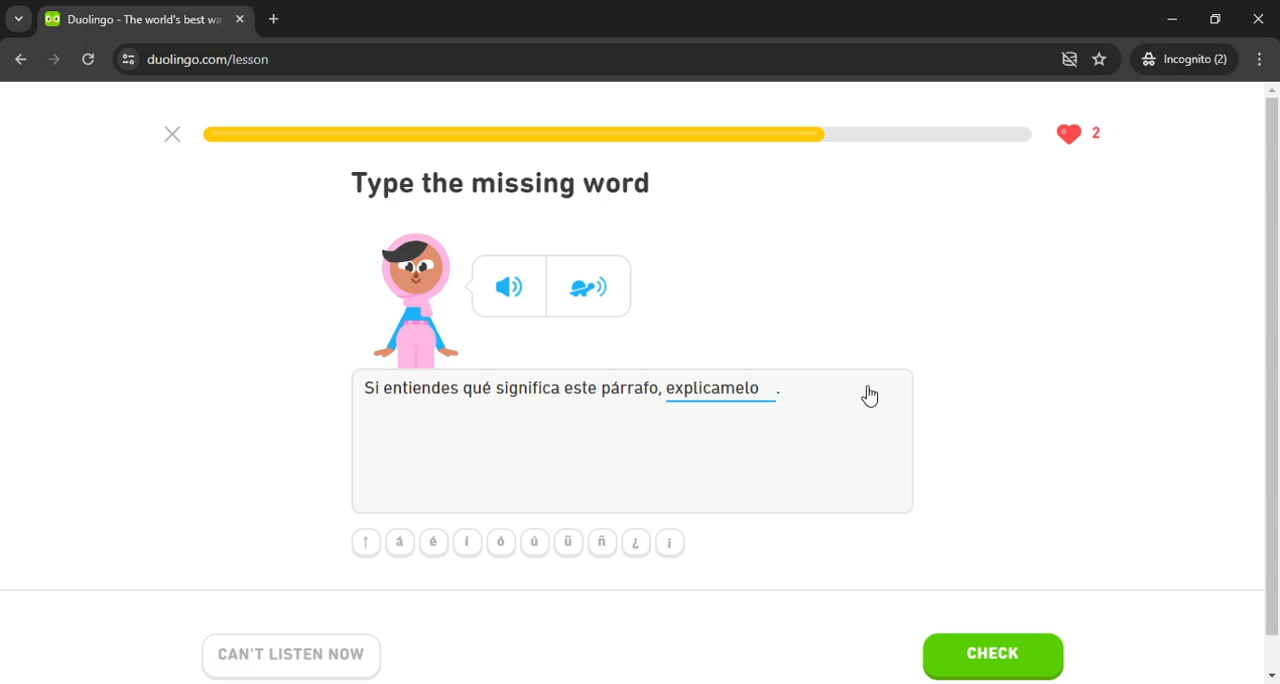 Duolingo - The world's best wa
duolingo.com/lesson
Incognito (2)
2
Type the missing word
Si entiendes qué significa este párrafo, explicamelo .
↑ á é í ó ú ü ñ ¿ ¡
CAN'T LISTEN NOW
CHECK